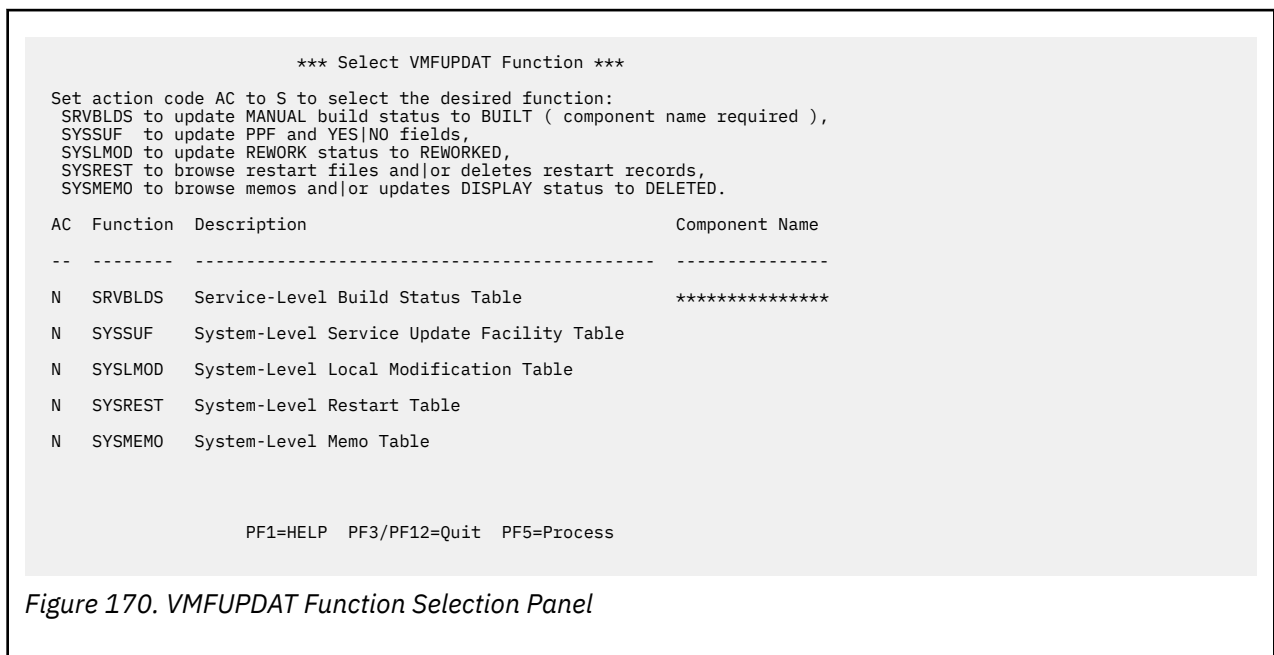 *** Select VMFUPDAT Function ***
Set action code AC to S to select the desired function:
SRVBLDS to update MANUAL build status to BUILT ( component name required ),
SYSSUF to update PPF and YES|NO fields,
SYSLMOD to update REWORK status to REWORKED,
SYSREST to browse restart files and|or deletes restart records,
SYSMEMO to browse memos and|or updates DISPLAY status to DELETED.
AC Function Description Component Name
-- -------- --------------------------------------------- ---------------
N SRVBLDS Service-Level Build Status Table ***************
N SYSSUF System-Level Service Update Facility Table
N SYSLMOD System-Level Local Modification Table
N SYSREST System-Level Restart Table
N SYSMEMO System-Level Memo Table
PF1=HELP PF3/PF12=Quit PF5=Process
Figure 170. VMFUPDAT Function Selection Panel